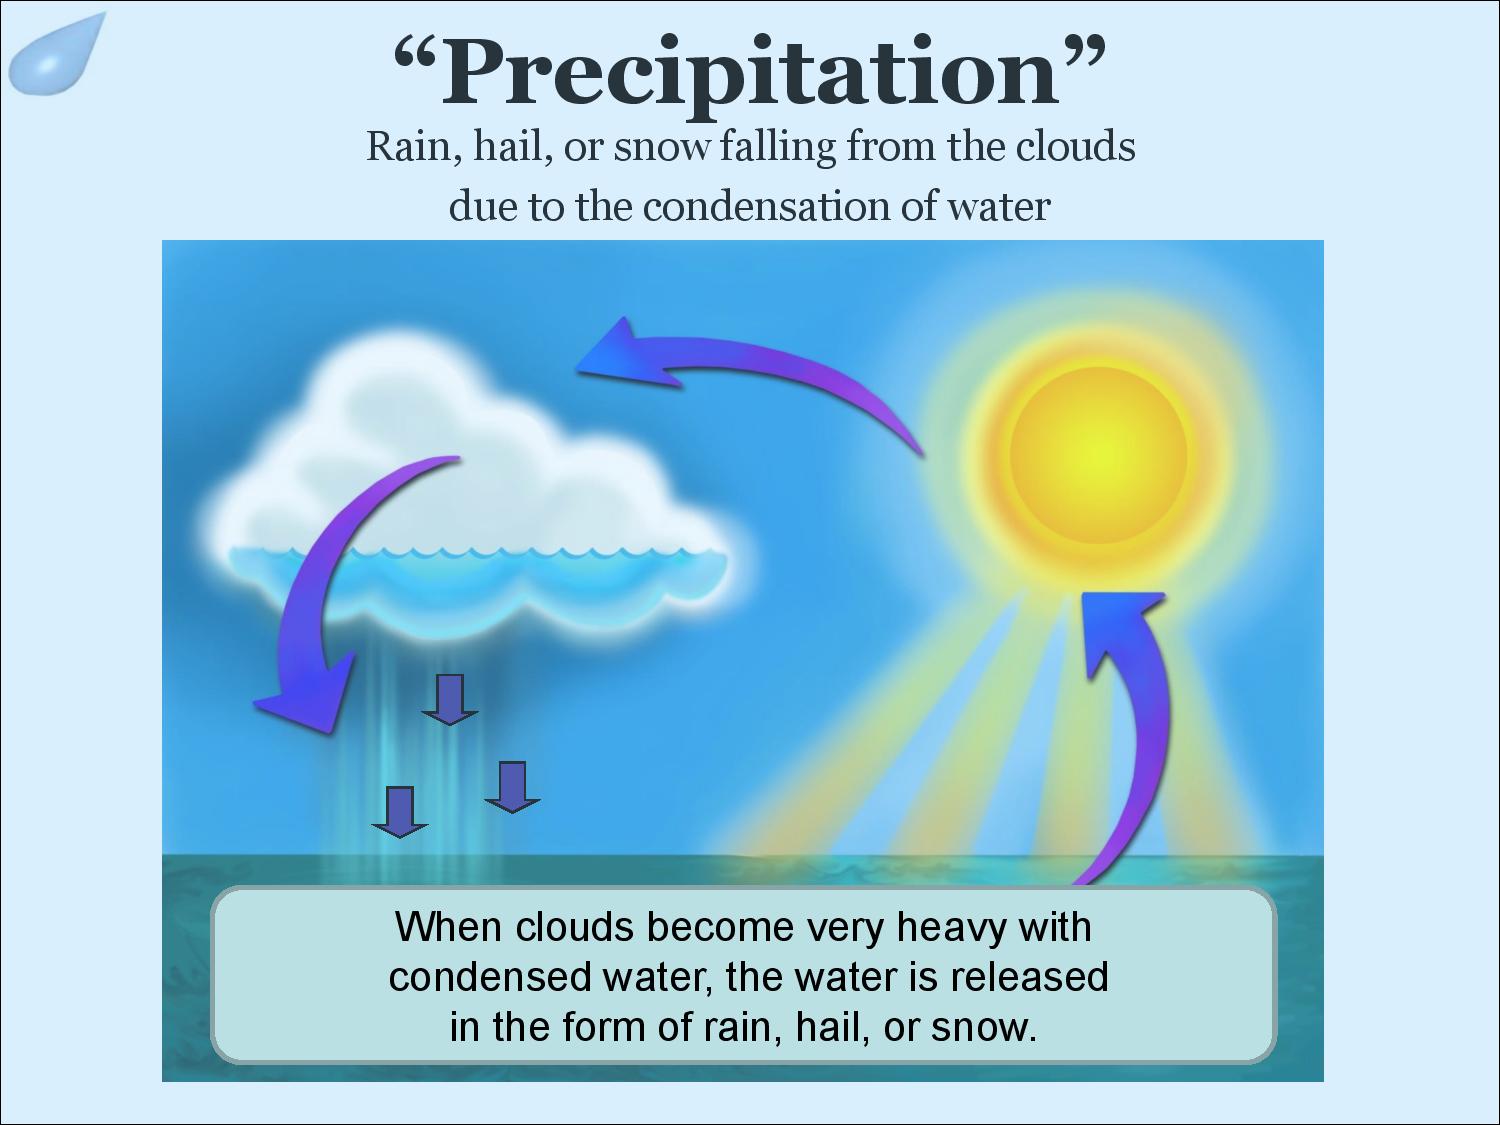 “Precipitation”
Rain, hail, or snow falling from the clouds
due to the condensation of water
When clouds become very heavy with
condensed water, the water is released
in the form of rain, hail, or snow.